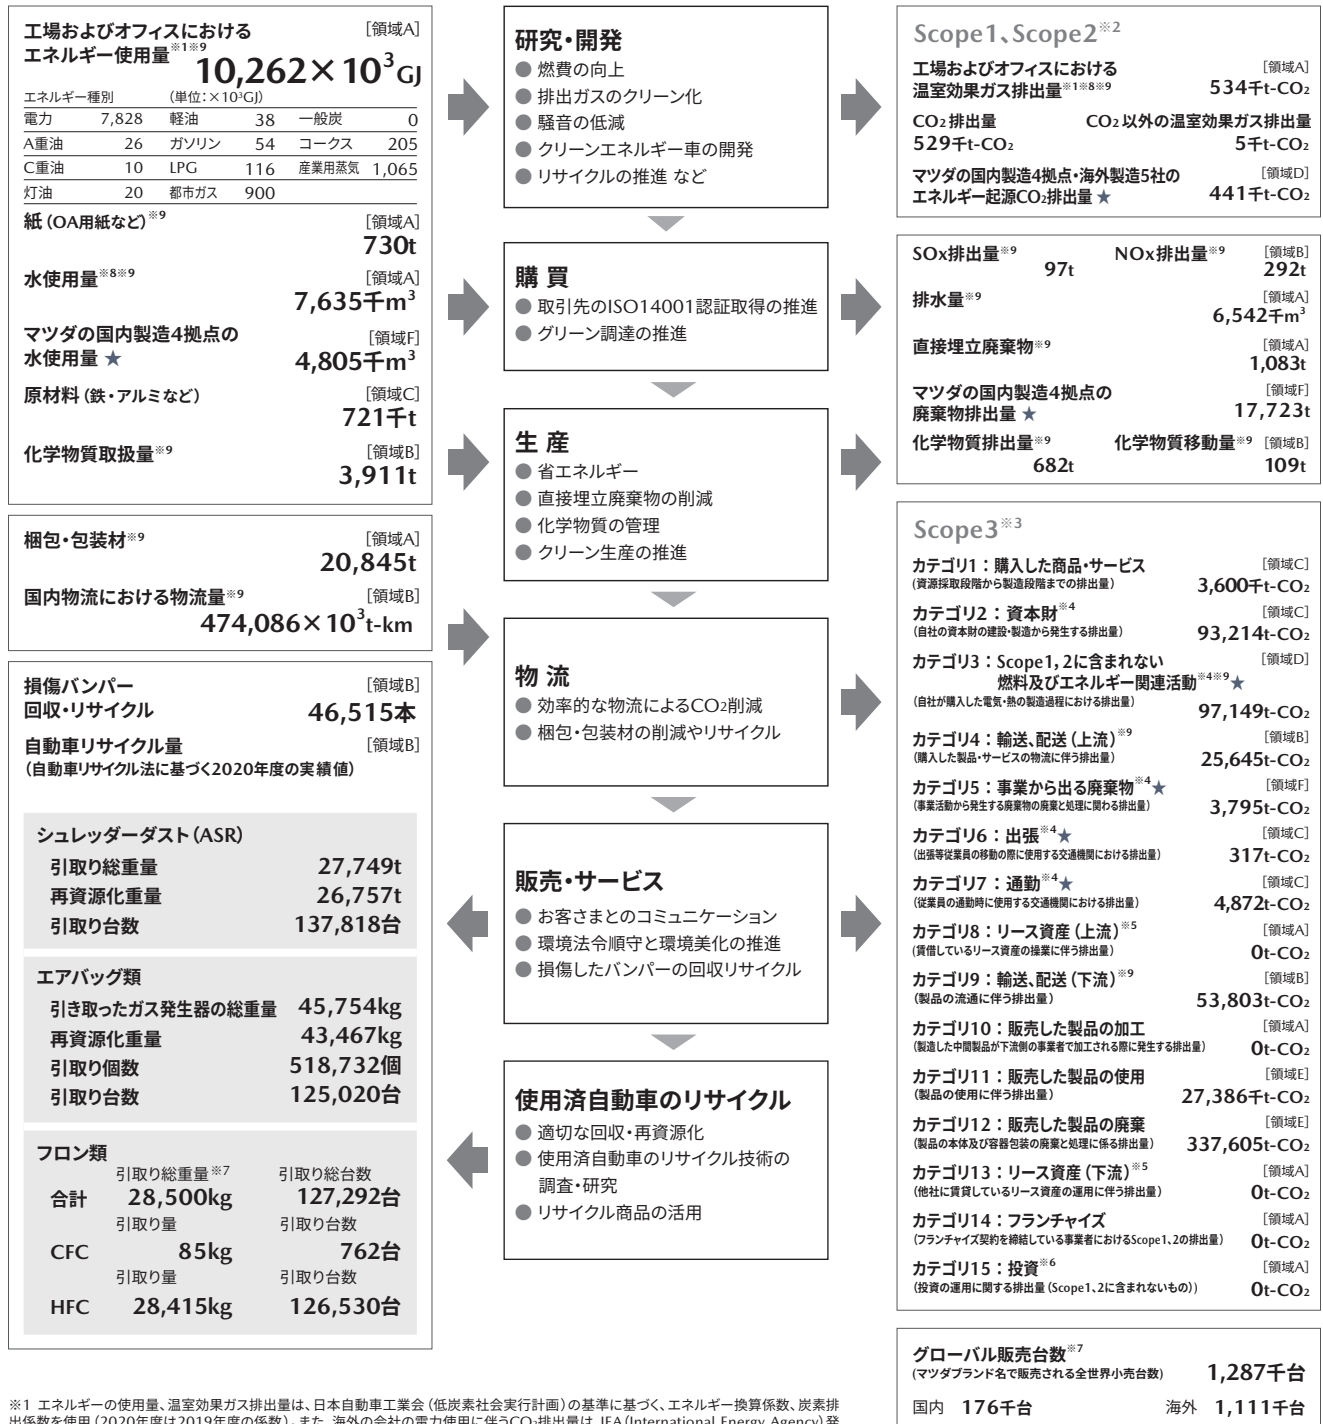 工場およびオフィスにおける [領域A]
エネルギー使用量※1※9
10,262×10³GJ
エネルギー種別 (単位:×10³GJ)
電力 7,828 軽油 38 一般炭 0
A重油 26 ガソリン 54 コークス 205
C重油 10 LPG 116 産業用蒸気 1,065
灯油 20 都市ガス 900
紙(OA用紙など)※9 [領域A]
730t
水使用量※8※9 [領域A]
7,635千m³
マツダの国内製造4拠点の [領域F]
水使用量 ★ 4,805千m³
原材料(鉄・アルミなど) [領域C]
721千t
化学物質取扱量※9 [領域B]
3,911t
梱包・包装材※9 [領域A]
20,845t
国内物流における物流量※9 [領域B]
474,086×10³t-km
損傷バンパー [領域B]
回収・リサイクル 46,515本
自動車リサイクル量 [領域B]
(自動車リサイクル法に基づく2020年度の実績値)
シュレッダーダスト(ASR)
引取り総重量 27,749t
再資源化重量 26,757t
引取り台数 137,818台
エアバッグ類
引き取ったガス発生器の総重量 45,754kg
再資源化重量 43,467kg
引取り個数 518,732個
引取り台数 125,020台
フロン類
引取り総重量※7 引取り総台数
合計 28,500kg 127,292台
引取り量 引取り台数
CFC 85kg 762台
引取り量 引取り台数
HFC 28,415kg 126,530台
研究・開発
● 燃費の向上
● 排出ガスのクリーン化
● 騒音の低減
● クリーンエネルギー車の開発
● リサイクルの推進 など
購 買
● 取引先のISO14001認証取得の推進
● グリーン調達の推進
生 産
● 省エネルギー
● 直接埋立廃棄物の削減
● 化学物質の管理
● クリーン生産の推進
物 流
● 効率的な物流によるCO₂削減
● 梱包・包装材の削減やリサイクル
販売・サービス
● お客さまとのコミュニケーション
● 環境法令順守と環境美化の推進
● 損傷したバンパーの回収リサイクル
使用済自動車のリサイクル
● 適切な回収・再資源化
● 使用済自動車のリサイクル技術の
調査・研究
● リサイクル商品の活用
Scope1、Scope2※2
工場およびオフィスにおける [領域A]
温室効果ガス排出量※1※8※9 534千t-CO₂
CO₂排出量 CO₂以外の温室効果ガス排出量
529千t-CO₂ 5千t-CO₂
マツダの国内製造4拠点・海外製造5社の [領域D]
エネルギー起源CO₂排出量 ★ 441千t-CO₂
SOx排出量※9 NOx排出量※9 [領域B]
97t 292t
排水量※9 [領域A]
6,542千m³
直接埋立廃棄物※9 [領域A]
1,083t
マツダの国内製造4拠点の [領域F]
廃棄物排出量 ★ 17,723t
化学物質排出量※9 化学物質移動量※9 [領域B]
682t 109t
Scope3※3
カテゴリ1:購入した商品・サービス [領域C]
(資源採取段階から製造段階までの排出量) 3,600千t-CO₂
カテゴリ2:資本財※4 [領域C]
(自社の資本財の建設・製造から発生する排出量) 93,214t-CO₂
カテゴリ3:Scope1,2に含まれない [領域D]
燃料及びエネルギー関連活動※4※9★
(自社が購入した電気・熱の製造過程における排出量) 97,149t-CO₂
カテゴリ4:輸送、配送(上流)※9 [領域B]
(購入した製品・サービスの物流に伴う排出量) 25,645t-CO₂
カテゴリ5:事業から出る廃棄物※4★ [領域F]
(事業活動から発生する廃棄物の廃棄と処理に関わる排出量) 3,795t-CO₂
カテゴリ6:出張※4★ [領域C]
(出張等従業員の移動の際に使用する交通機関における排出量) 317t-CO₂
カテゴリ7:通勤※4★ [領域C]
(従業員の通勤時に使用する交通機関における排出量) 4,872t-CO₂
カテゴリ8:リース資産(上流)※5 [領域A]
(賃借しているリース資産の操業に伴う排出量) 0t-CO₂
カテゴリ9:輸送、配送(下流)※9 [領域B]
(製品の流通に伴う排出量) 53,803t-CO₂
カテゴリ10:販売した製品の加工 [領域A]
(製造した中間製品が下流側の事業者で加工される際に発生する排出量) 0t-CO₂
カテゴリ11:販売した製品の使用 [領域E]
(製品の使用に伴う排出量) 27,386千t-CO₂
カテゴリ12:販売した製品の廃棄 [領域E]
(製品の本体及び容器包装の廃棄と処理に係る排出量) 337,605t-CO₂
カテゴリ13:リース資産(下流)※5 [領域A]
(他社に賃貸しているリース資産の運用に伴う排出量) 0t-CO₂
カテゴリ14:フランチャイズ [領域A]
(フランチャイズ契約を締結している事業者におけるScope1、2の排出量) 0t-CO₂
カテゴリ15:投資※6 [領域A]
(投資の運用に関する排出量(Scope1、2に含まれないもの)) 0t-CO₂
グローバル販売台数※7
(マツダブランド名で販売される全世界小売台数) 1,287千台
国内 176千台 海外 1,111千台
※1 エネルギーの使用量、温室効果ガス排出量は、日本自動車工業会(低炭素社会実行計画)の基準に基づく、エネルギー換算係数、炭素排
出係数を使用(2020年度は2019年度の係数)。また、海外の会社の電力使用に伴うCO₂排出量は、IEA(International Energy Agency)発